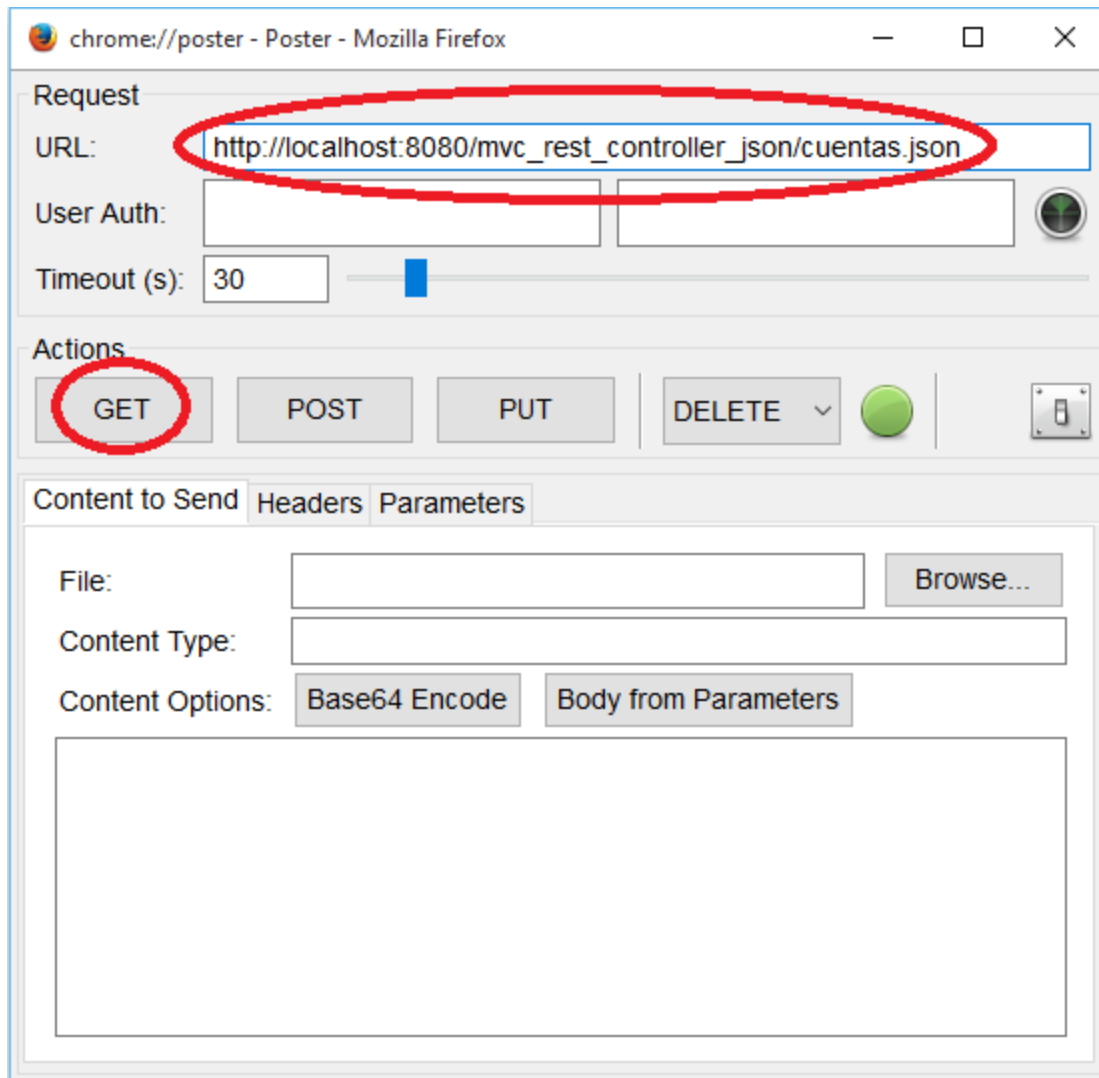 chrome://poster - Poster - Mozilla Firefox
Request
URL: http://localhost:8080/mvc_rest_controller_json/cuentas.json
User Auth:
Timeout (s): 30
Actions
GET POST PUT DELETE
Content to Send Headers Parameters
File: Browse...
Content Type:
Content Options: Base64 Encode Body from Parameters